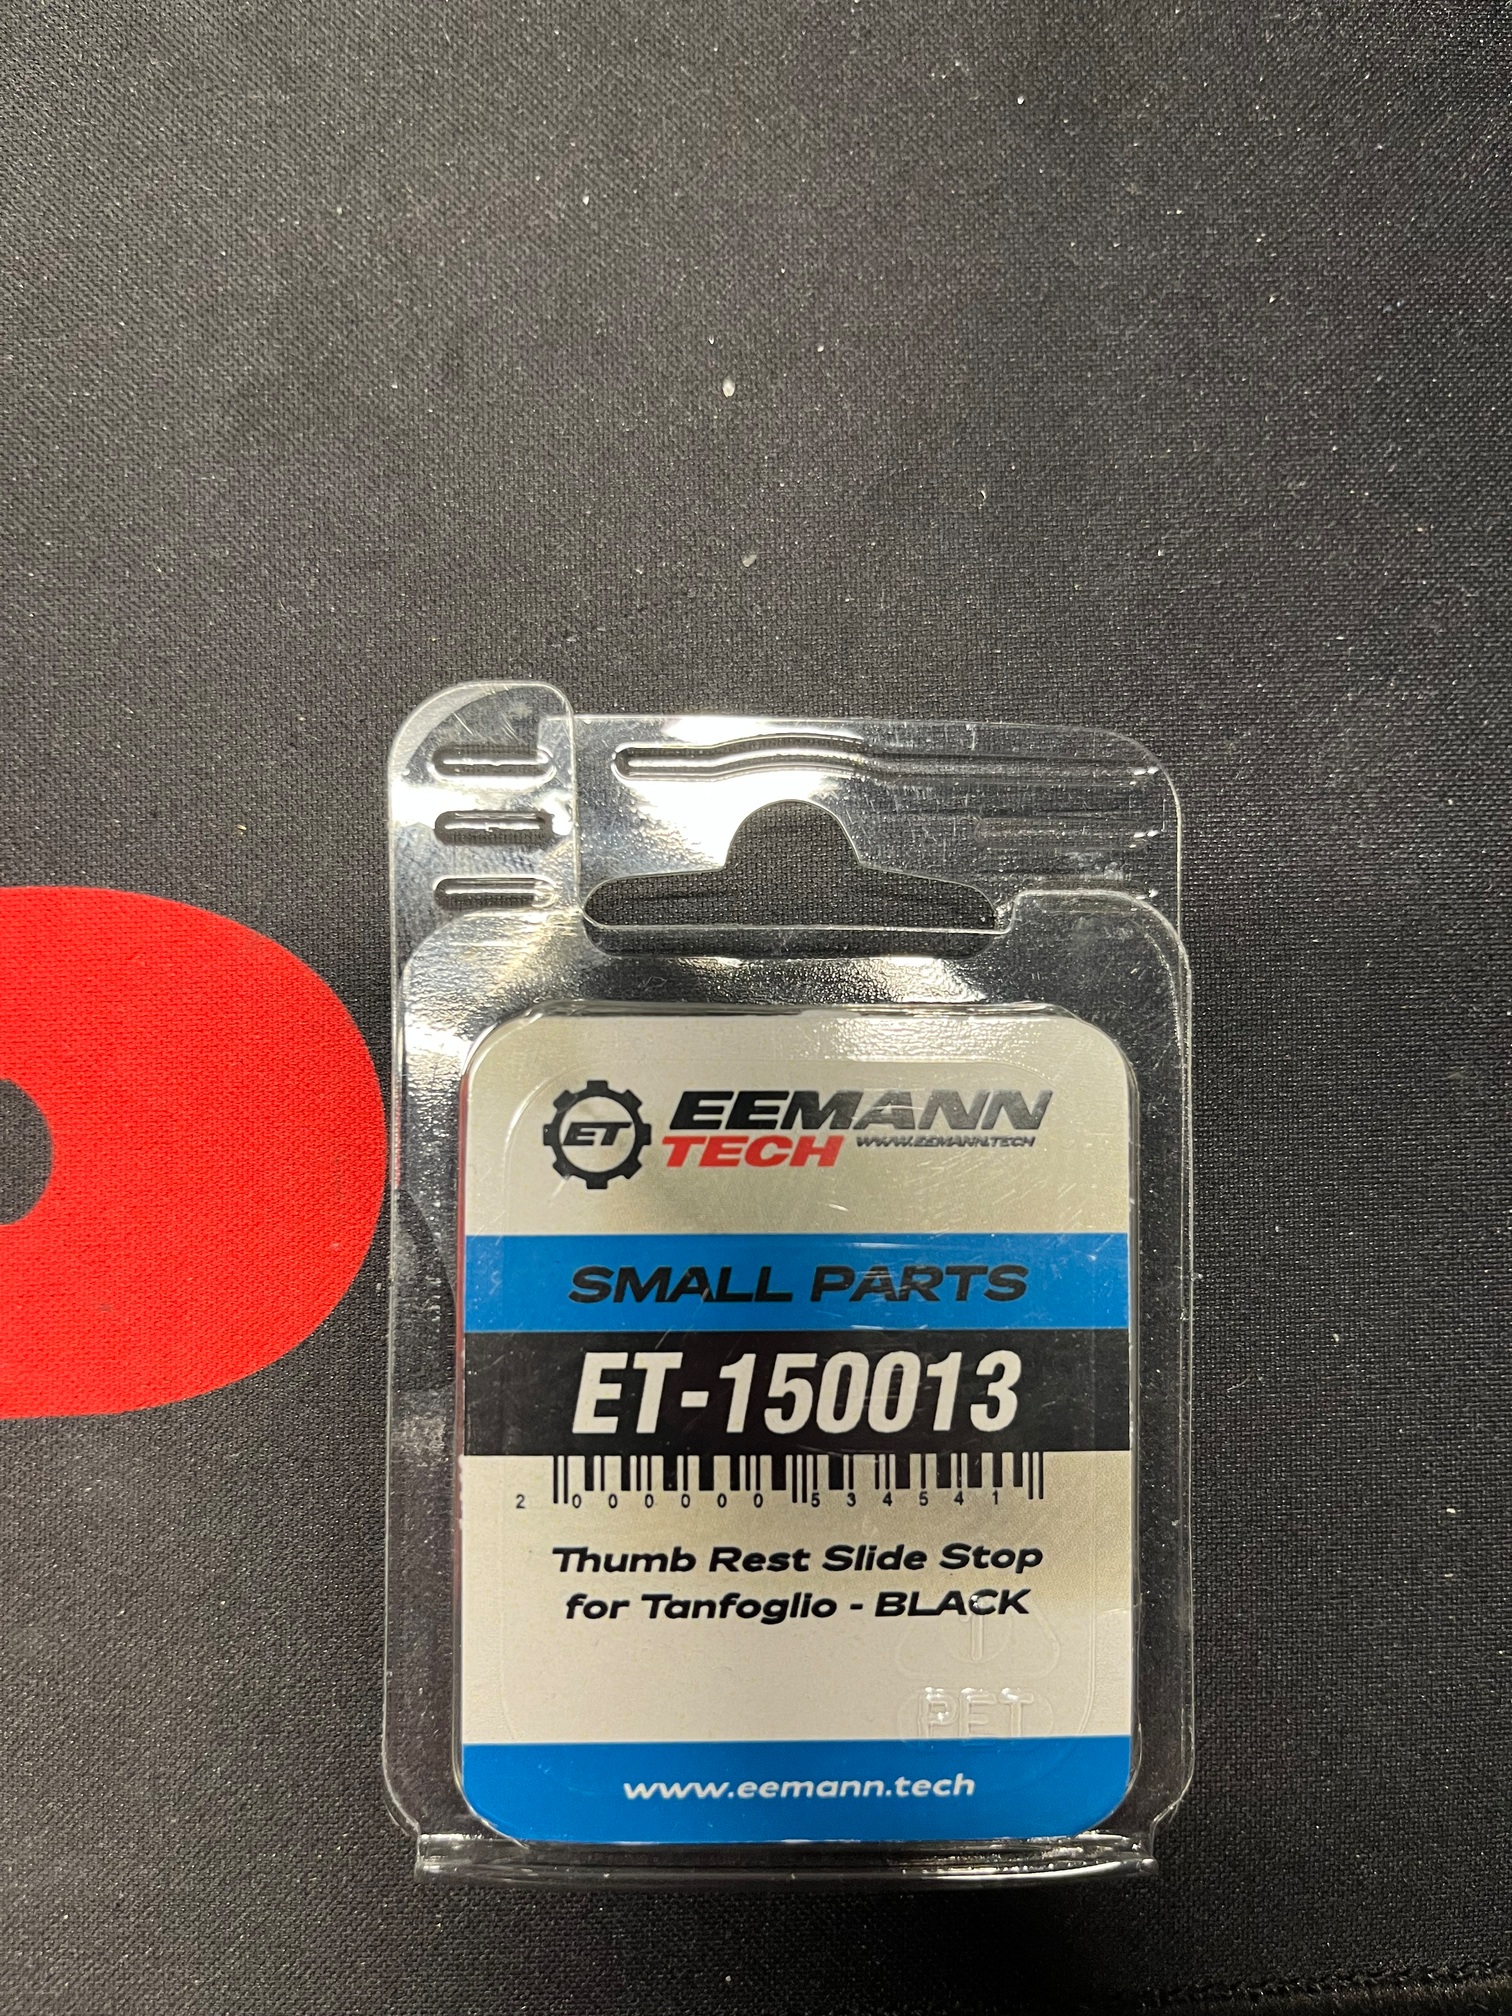 ET
EEMANN
TECH WWW.EEMANN.TECH
SMALL PARTS
ET-150013
2 000000 534541
Thumb Rest Slide Stop
for Tanfoglio - BLACK
1
PET
www.eemann.tech